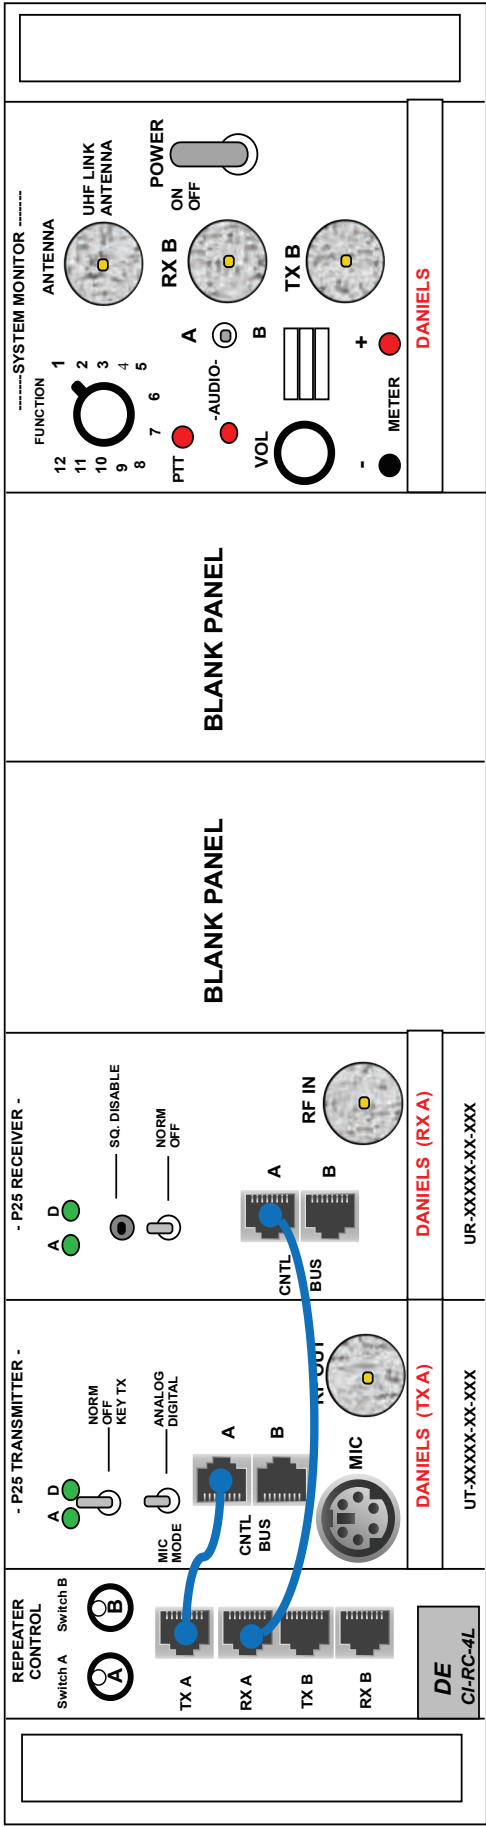 REPEATER
CONTROL
Switch A
Switch B
A
B
TX A
RX A
TX B
RX B
DE
CI-RC-4L
- P25 TRANSMITTER -
A
D
NORM
OFF
KEY TX
MIC
MODE
ANALOG
DIGITAL
A
CNTL
BUS
B
MIC
RF OUT
DANIELS (TX A)
UT-XXXXX-XX-XXX
- P25 RECEIVER -
A
D
SQ. DISABLE
NORM
OFF
A
CNTL
BUS
B
RF IN
DANIELS (RX A)
UR-XXXXX-XX-XXX
BLANK PANEL
BLANK PANEL
-------SYSTEM MONITOR -------
FUNCTION
12
11
10
9
8
7
6
5
4
3
2
1
ANTENNA
UHF LINK
ANTENNA
PTT
POWER
ON
OFF
RX B
A
-AUDIO-
B
VOL
TX B
-
METER
+
DANIELS